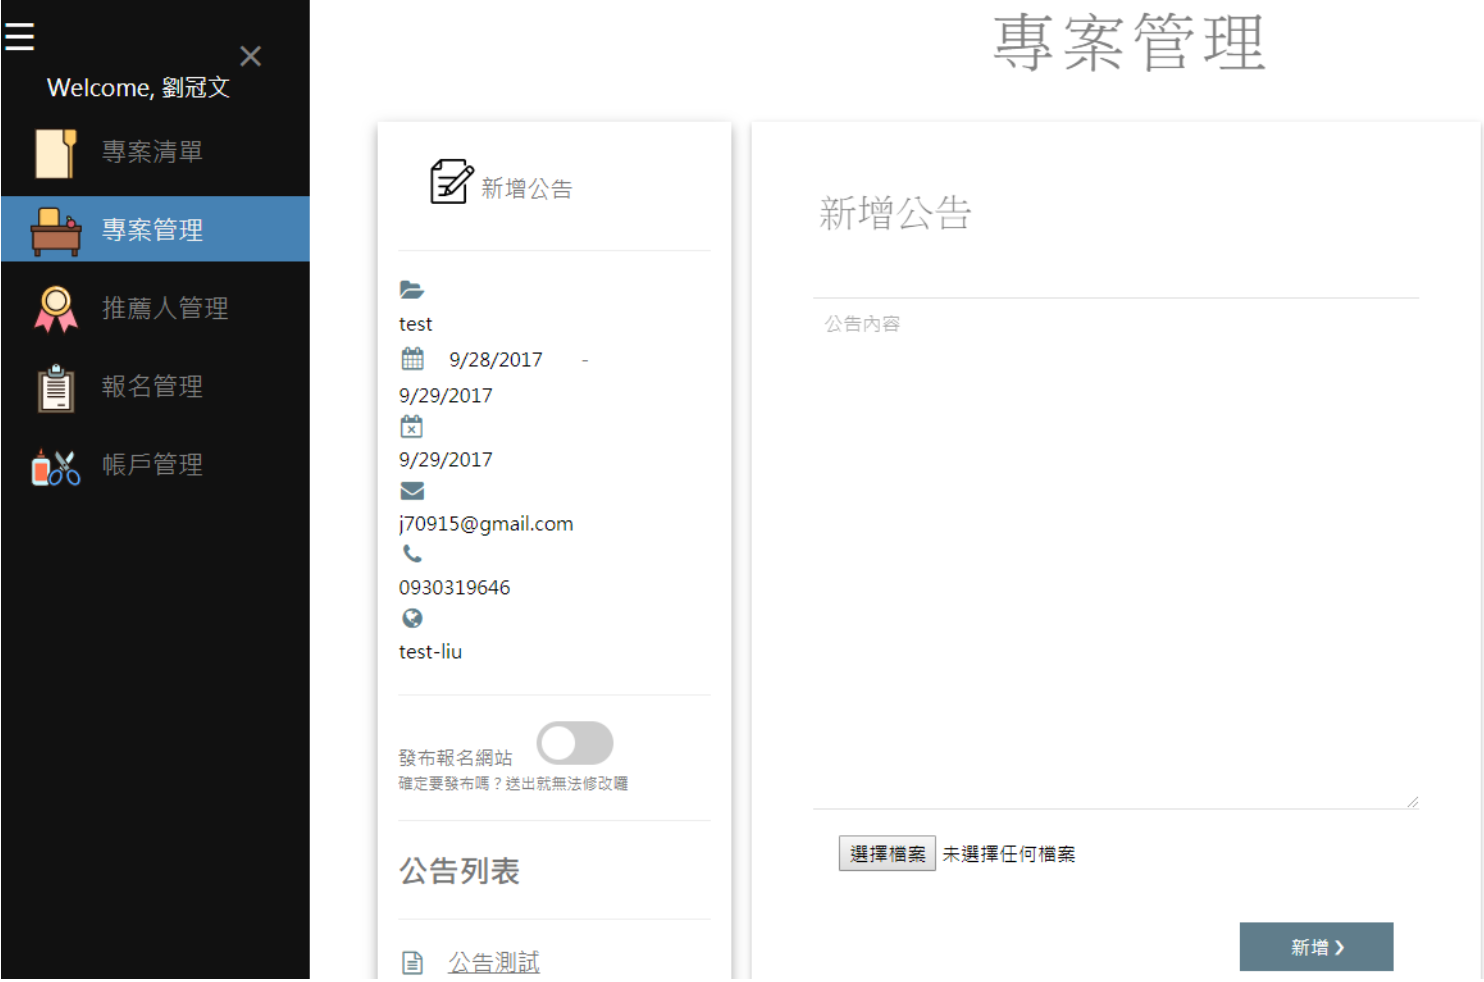 Welcome, 劉冠文
專案清單
專案管理
推薦人管理
報名管理
帳戶管理
專案管理
新增公告
test
9/28/2017 -
9/29/2017
9/29/2017
j70915@gmail.com
0930319646
test-liu
發布報名網站
確定要發布嗎？送出就無法修改囉
公告列表
公告測試
新增公告
公告內容
選擇檔案 未選擇任何檔案
新增 ❯